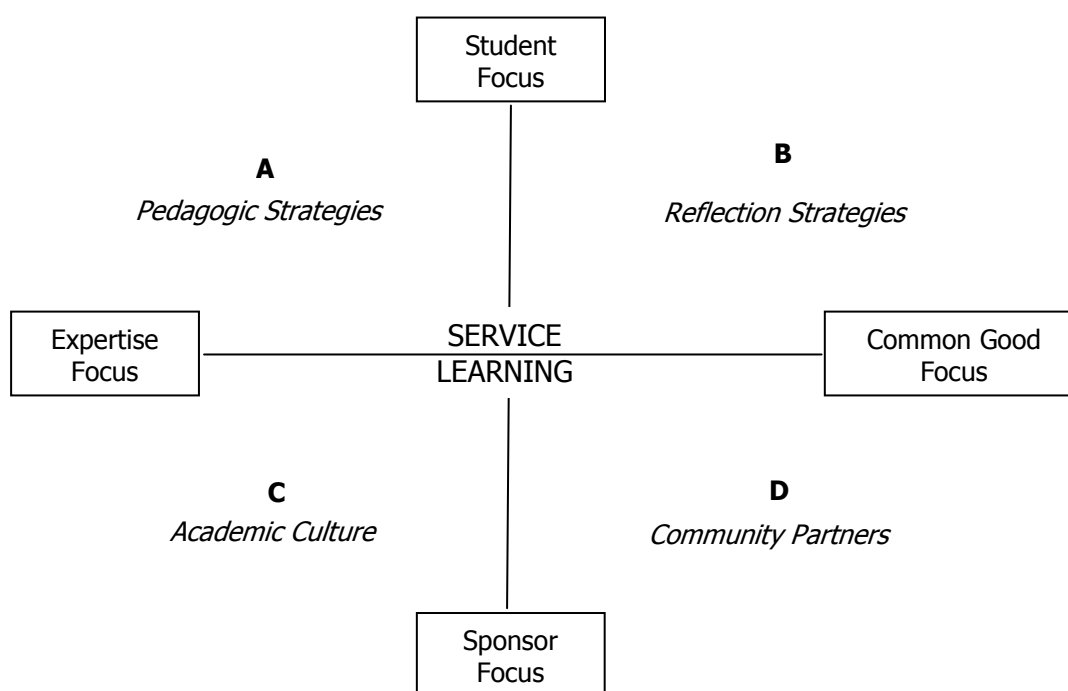 Student
Focus
A
B
Pedagogic Strategies
Reflection Strategies
Expertise
Focus
SERVICE
LEARNING
Common Good
Focus
C
D
Academic Culture
Community Partners
Sponsor
Focus